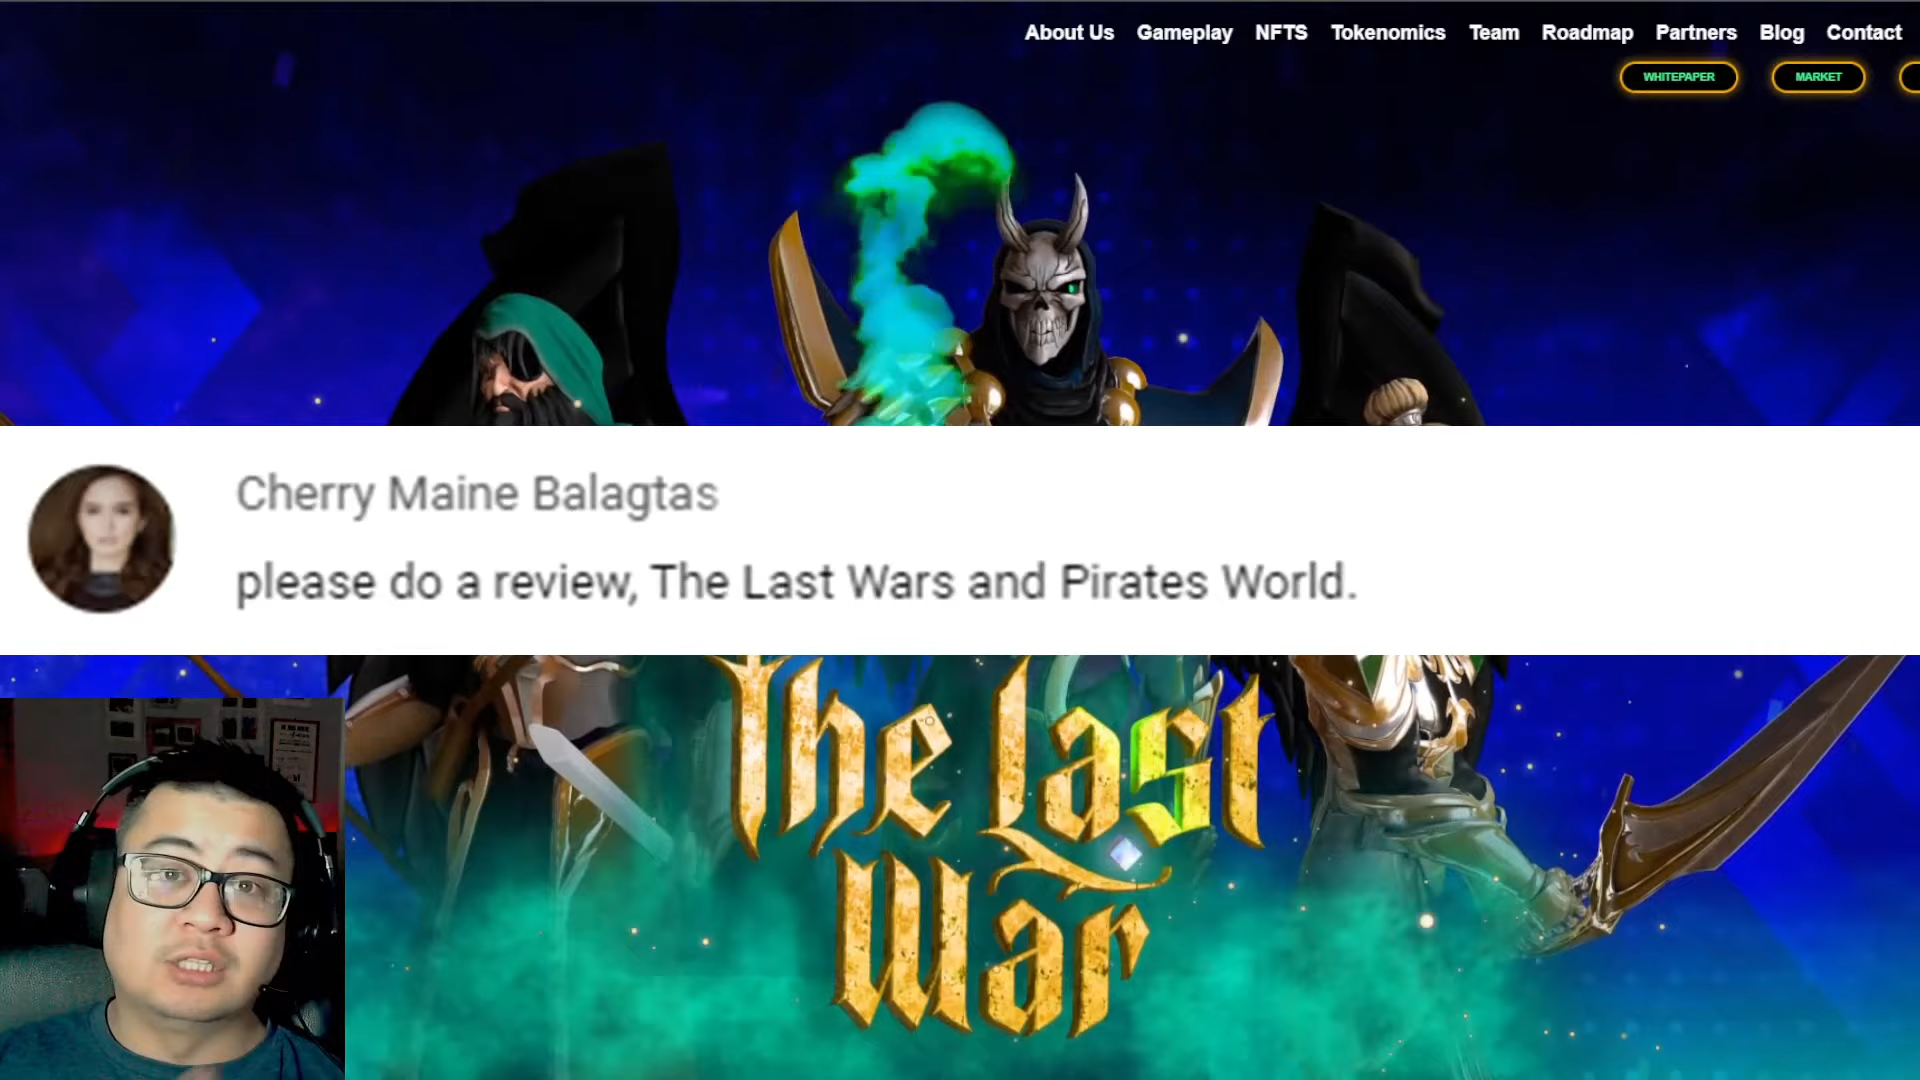 About Us Gameplay NFTS Tokenomics Team Roadmap Partners Blog Contact
WHITEPAPER MARKET
Cherry Maine Balagtas
please do a review, The Last Wars and Pirates World.
The Last
War